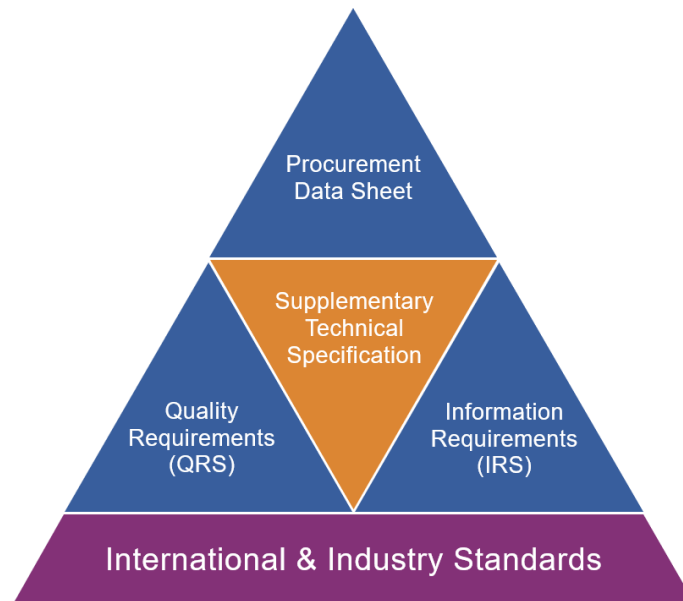 Procurement
Data Sheet
Supplementary
Technical
Specification
Quality
Requirements
(QRS)
Information
Requirements
(IRS)
International & Industry Standards